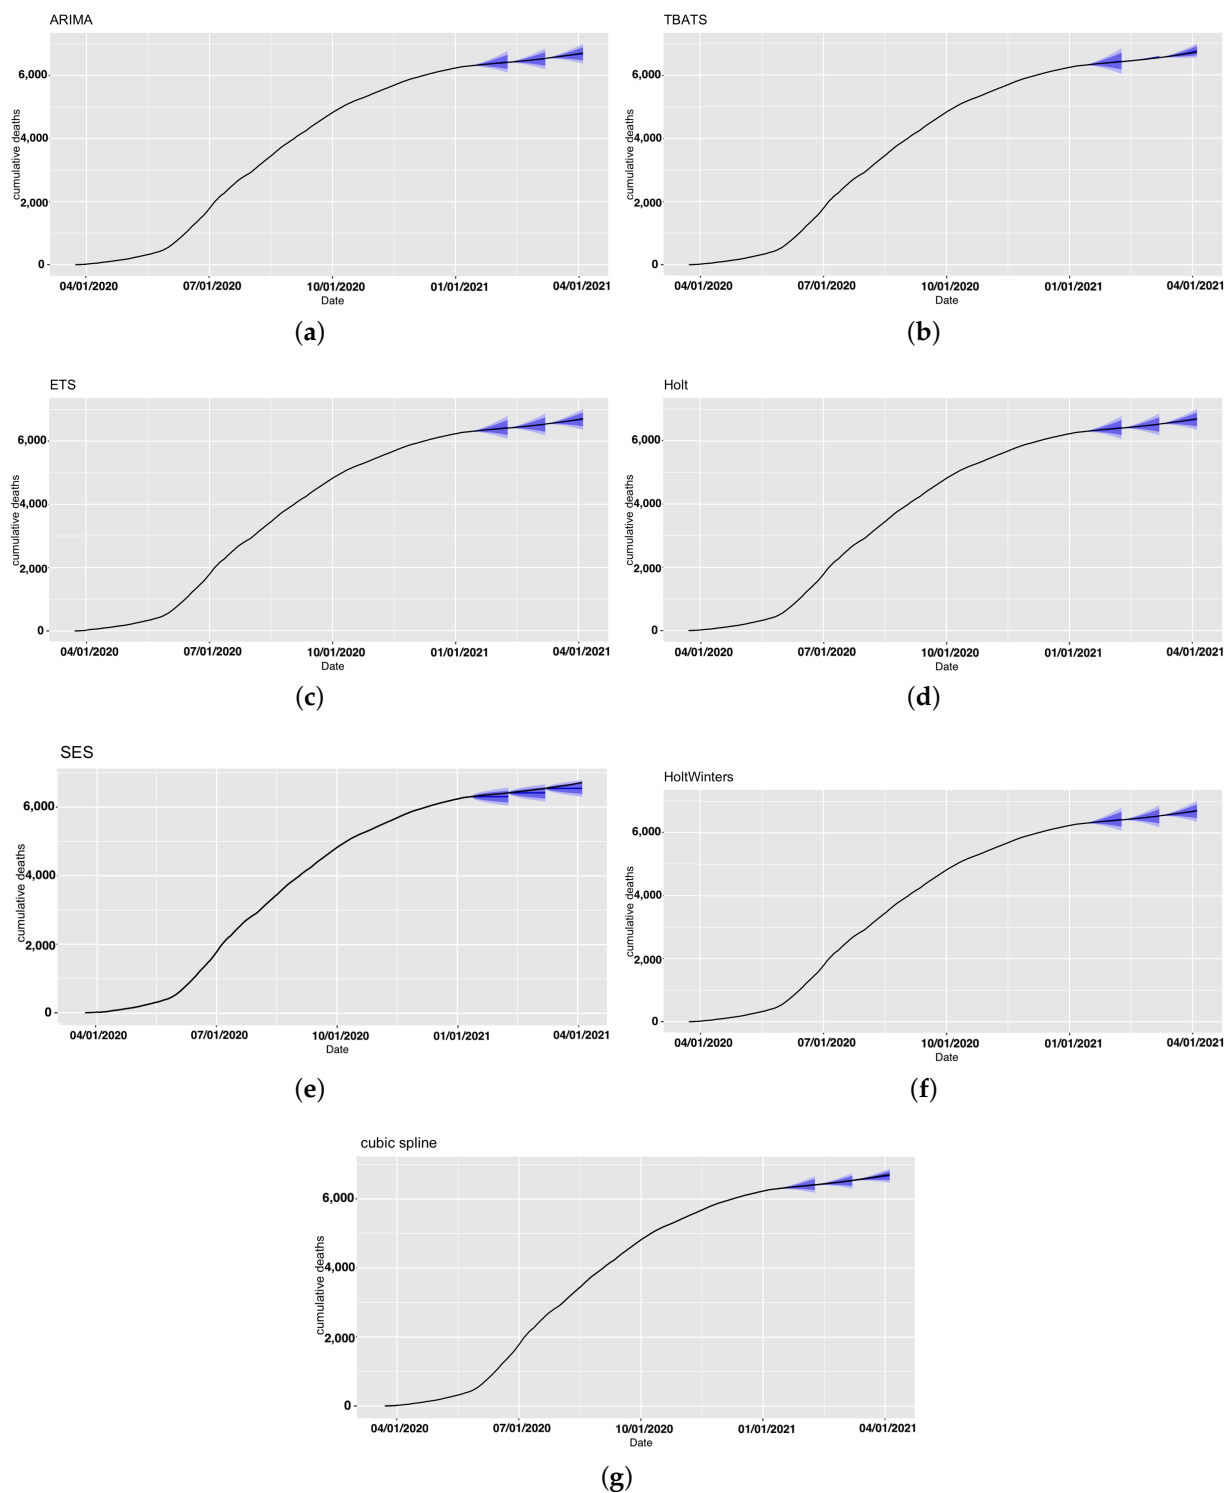 ARIMA
cumulative deaths
6,000
4,000
2,000
0
04/01/2020 07/01/2020 10/01/2020 01/01/2021 04/01/2021
Date
(a)
TBATS
cumulative deaths
6,000
4,000
2,000
0
04/01/2020 07/01/2020 10/01/2020 01/01/2021 04/01/2021
Date
(b)
ETS
cumulative deaths
6,000
4,000
2,000
0
04/01/2020 07/01/2020 10/01/2020 01/01/2021 04/01/2021
Date
(c)
Holt
cumulative deaths
6,000
4,000
2,000
0
04/01/2020 07/01/2020 10/01/2020 01/01/2021 04/01/2021
Date
(d)
SES
cumulative deaths
6,000
4,000
2,000
0
04/01/2020 07/01/2020 10/01/2020 01/01/2021 04/01/2021
Date
(e)
HoltWinters
cumulative deaths
6,000
4,000
2,000
0
04/01/2020 07/01/2020 10/01/2020 01/01/2021 04/01/2021
Date
(f)
cubic spline
cumulative deaths
6,000
4,000
2,000
0
04/01/2020 07/01/2020 10/01/2020 01/01/2021 04/01/2021
Date
(g)